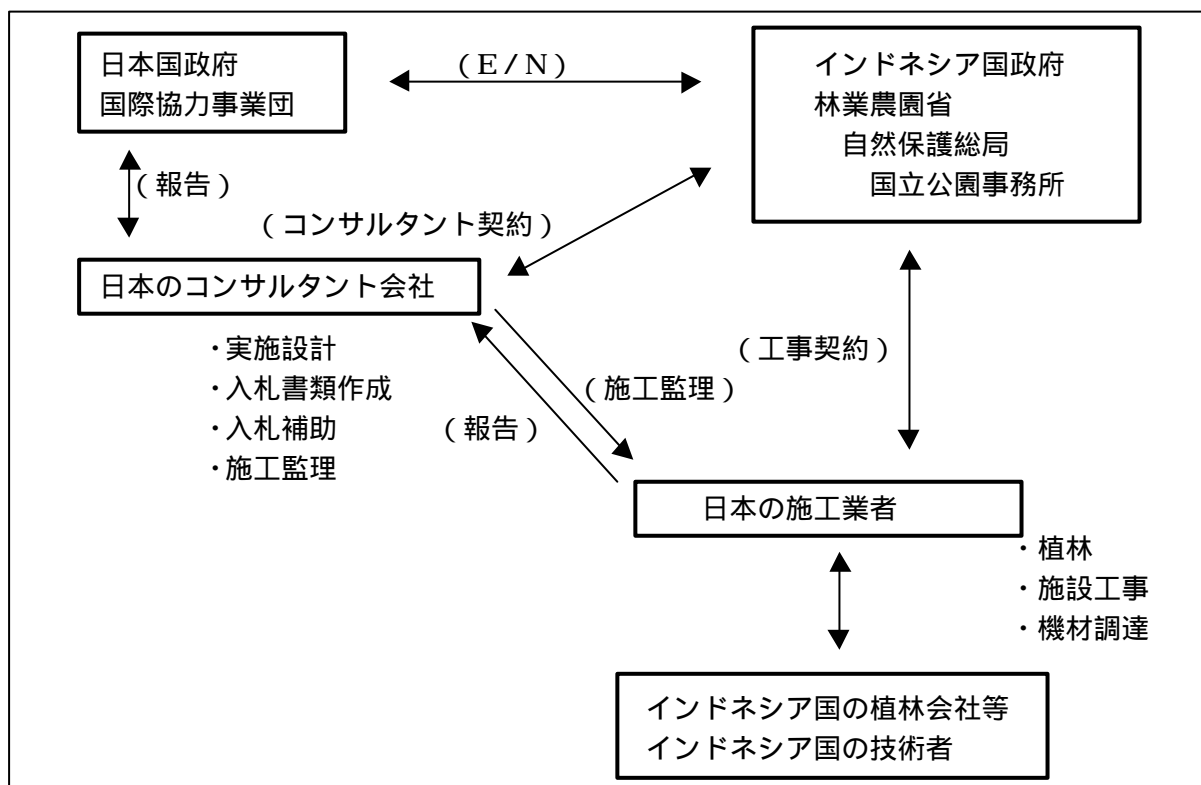 日本国政府
国際協力事業団
(E/N)
インドネシア国政府
林業農園省
自然保護総局
国立公園事務所
(報告)
(コンサルタント契約)
日本のコンサルタント会社
・実施設計
・入札書類作成
・入札補助
・施工監理
(施工監理)
(報告)
(工事契約)
日本の施工業者
・植林
・施設工事
・機材調達
インドネシア国の植林会社等
インドネシア国の技術者